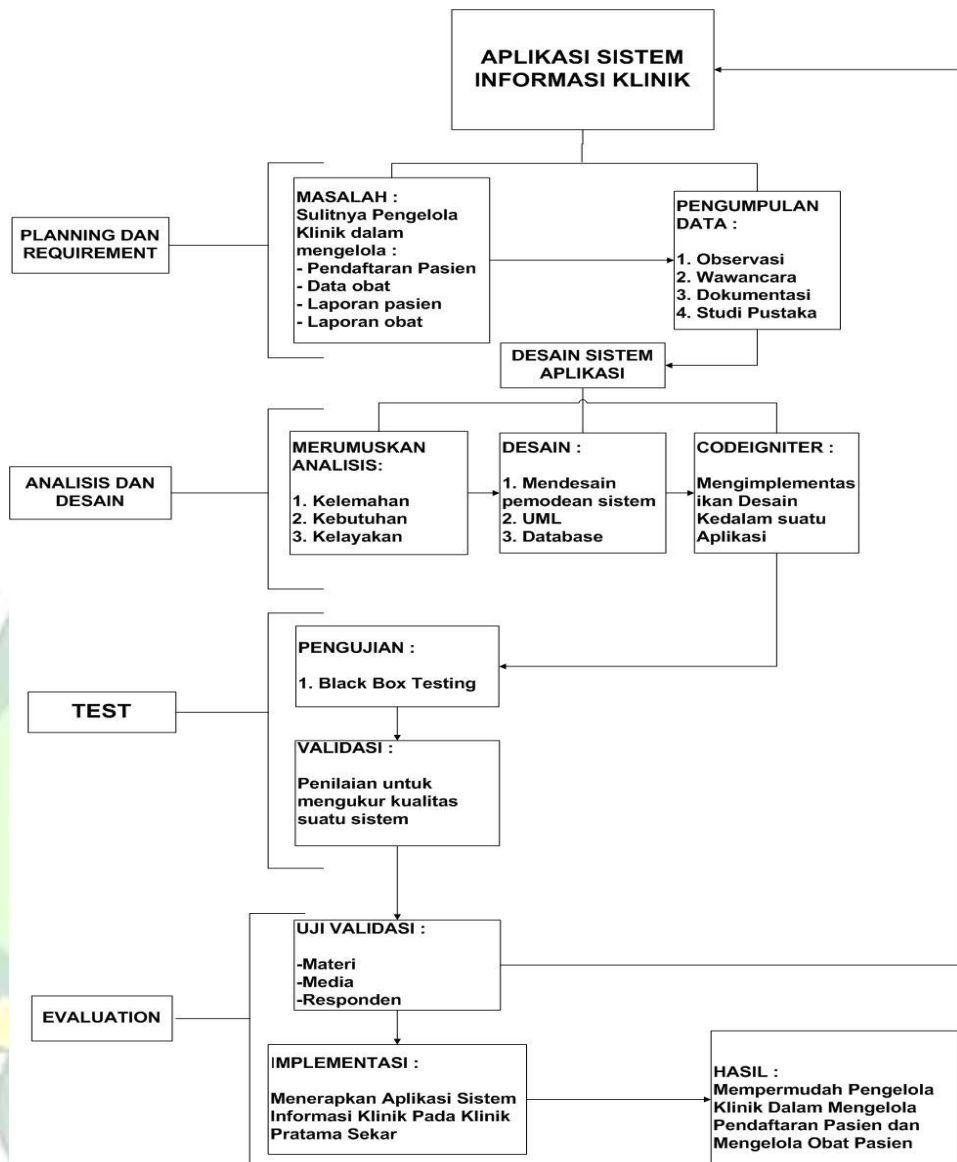 APLIKASI SISTEM
INFORMASI KLINIK
PLANNING DAN
REQUIREMENT
MASALAH :
Sulitnya Pengelola
Klinik dalam
mengelola :
- Pendaftaran Pasien
- Data obat
- Laporan pasien
- Laporan obat
PENGUMPULAN
DATA :
1. Observasi
2. Wawancara
3. Dokumentasi
4. Studi Pustaka
DESAIN SISTEM
APLIKASI
ANALISIS DAN
DESAIN
MERUMUSKAN
ANALISIS:
1. Kelemahan
2. Kebutuhan
3. Kelayakan
DESAIN :
1. Mendesain
pemodean sistem
2. UML
3. Database
CODEIGNITER :
Mengimplementas
ikan Desain
Kedalam suatu
Aplikasi
TEST
PENGUJIAN :
1. Black Box Testing
VALIDASI :
Penilaian untuk
mengukur kualitas
suatu sistem
EVALUATION
UJI VALIDASI :
-Materi
-Media
-Responden
IMPLEMENTASI :
Menerapkan Aplikasi Sistem
Informasi Klinik Pada Klinik
Pratama Sekar
HASIL :
Mempermudah Pengelola
Klinik Dalam Mengelola
Pendaftaran Pasien dan
Mengelola Obat Pasien